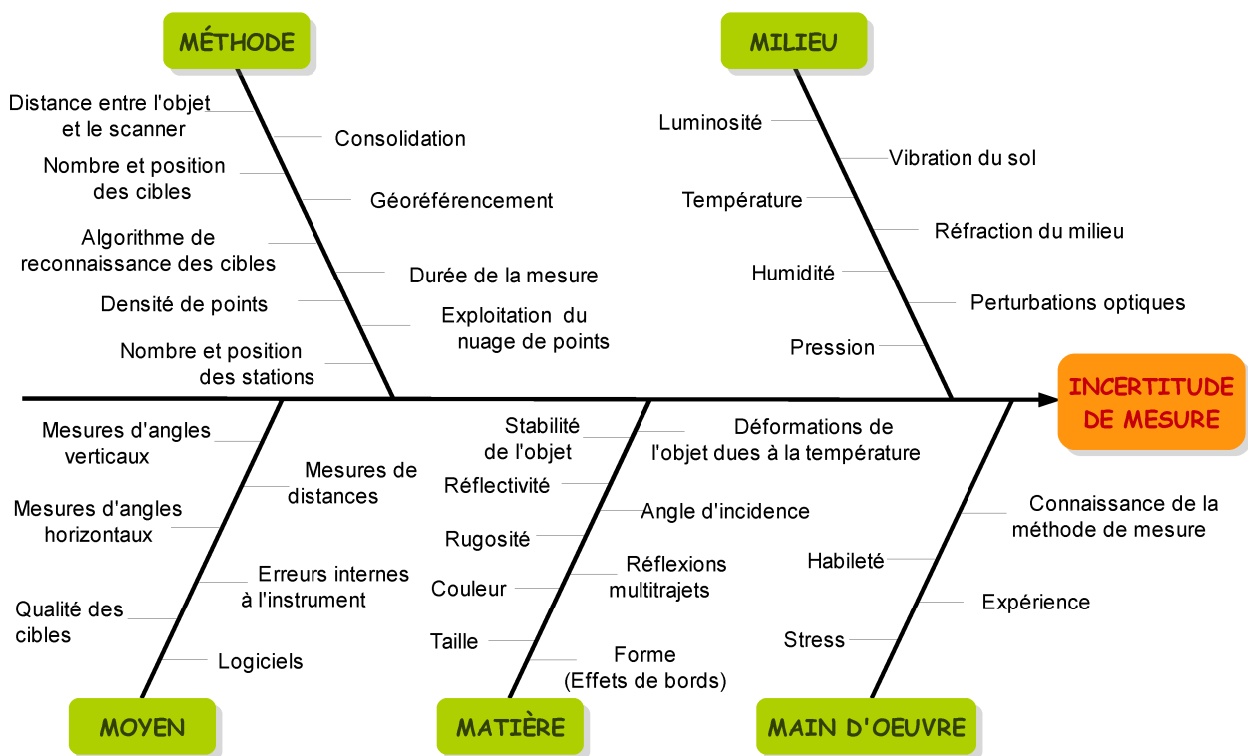 MÉTHODE
MILIEU
Distance entre l'objet
et le scanner
Consolidation
Nombre et position
des cibles
Géoréférencement
Algorithme de
reconnaissance des cibles
Durée de la mesure
Densité de points
Exploitation du
nuage de points
Nombre et position
des stations
Luminosité
Vibration du sol
Température
Réfraction du milieu
Humidité
Perturbations optiques
Pression
INCERTITUDE
DE MESURE
Mesures d'angles
verticaux
Mesures de
distances
Mesures d'angles
horizontaux
Erreurs internes
à l'instrument
Qualité des
cibles
Logiciels
Stabilité
de l'objet
Déformations de
l'objet dues à la température
Réflectivité
Angle d'incidence
Rugosité
Réflexions
multitrajets
Couleur
Taille
Forme
(Effets de bords)
Connaissance de la
méthode de mesure
Habileté
Expérience
Stress
MOYEN
MATIÈRE
MAIN D'OEUVRE